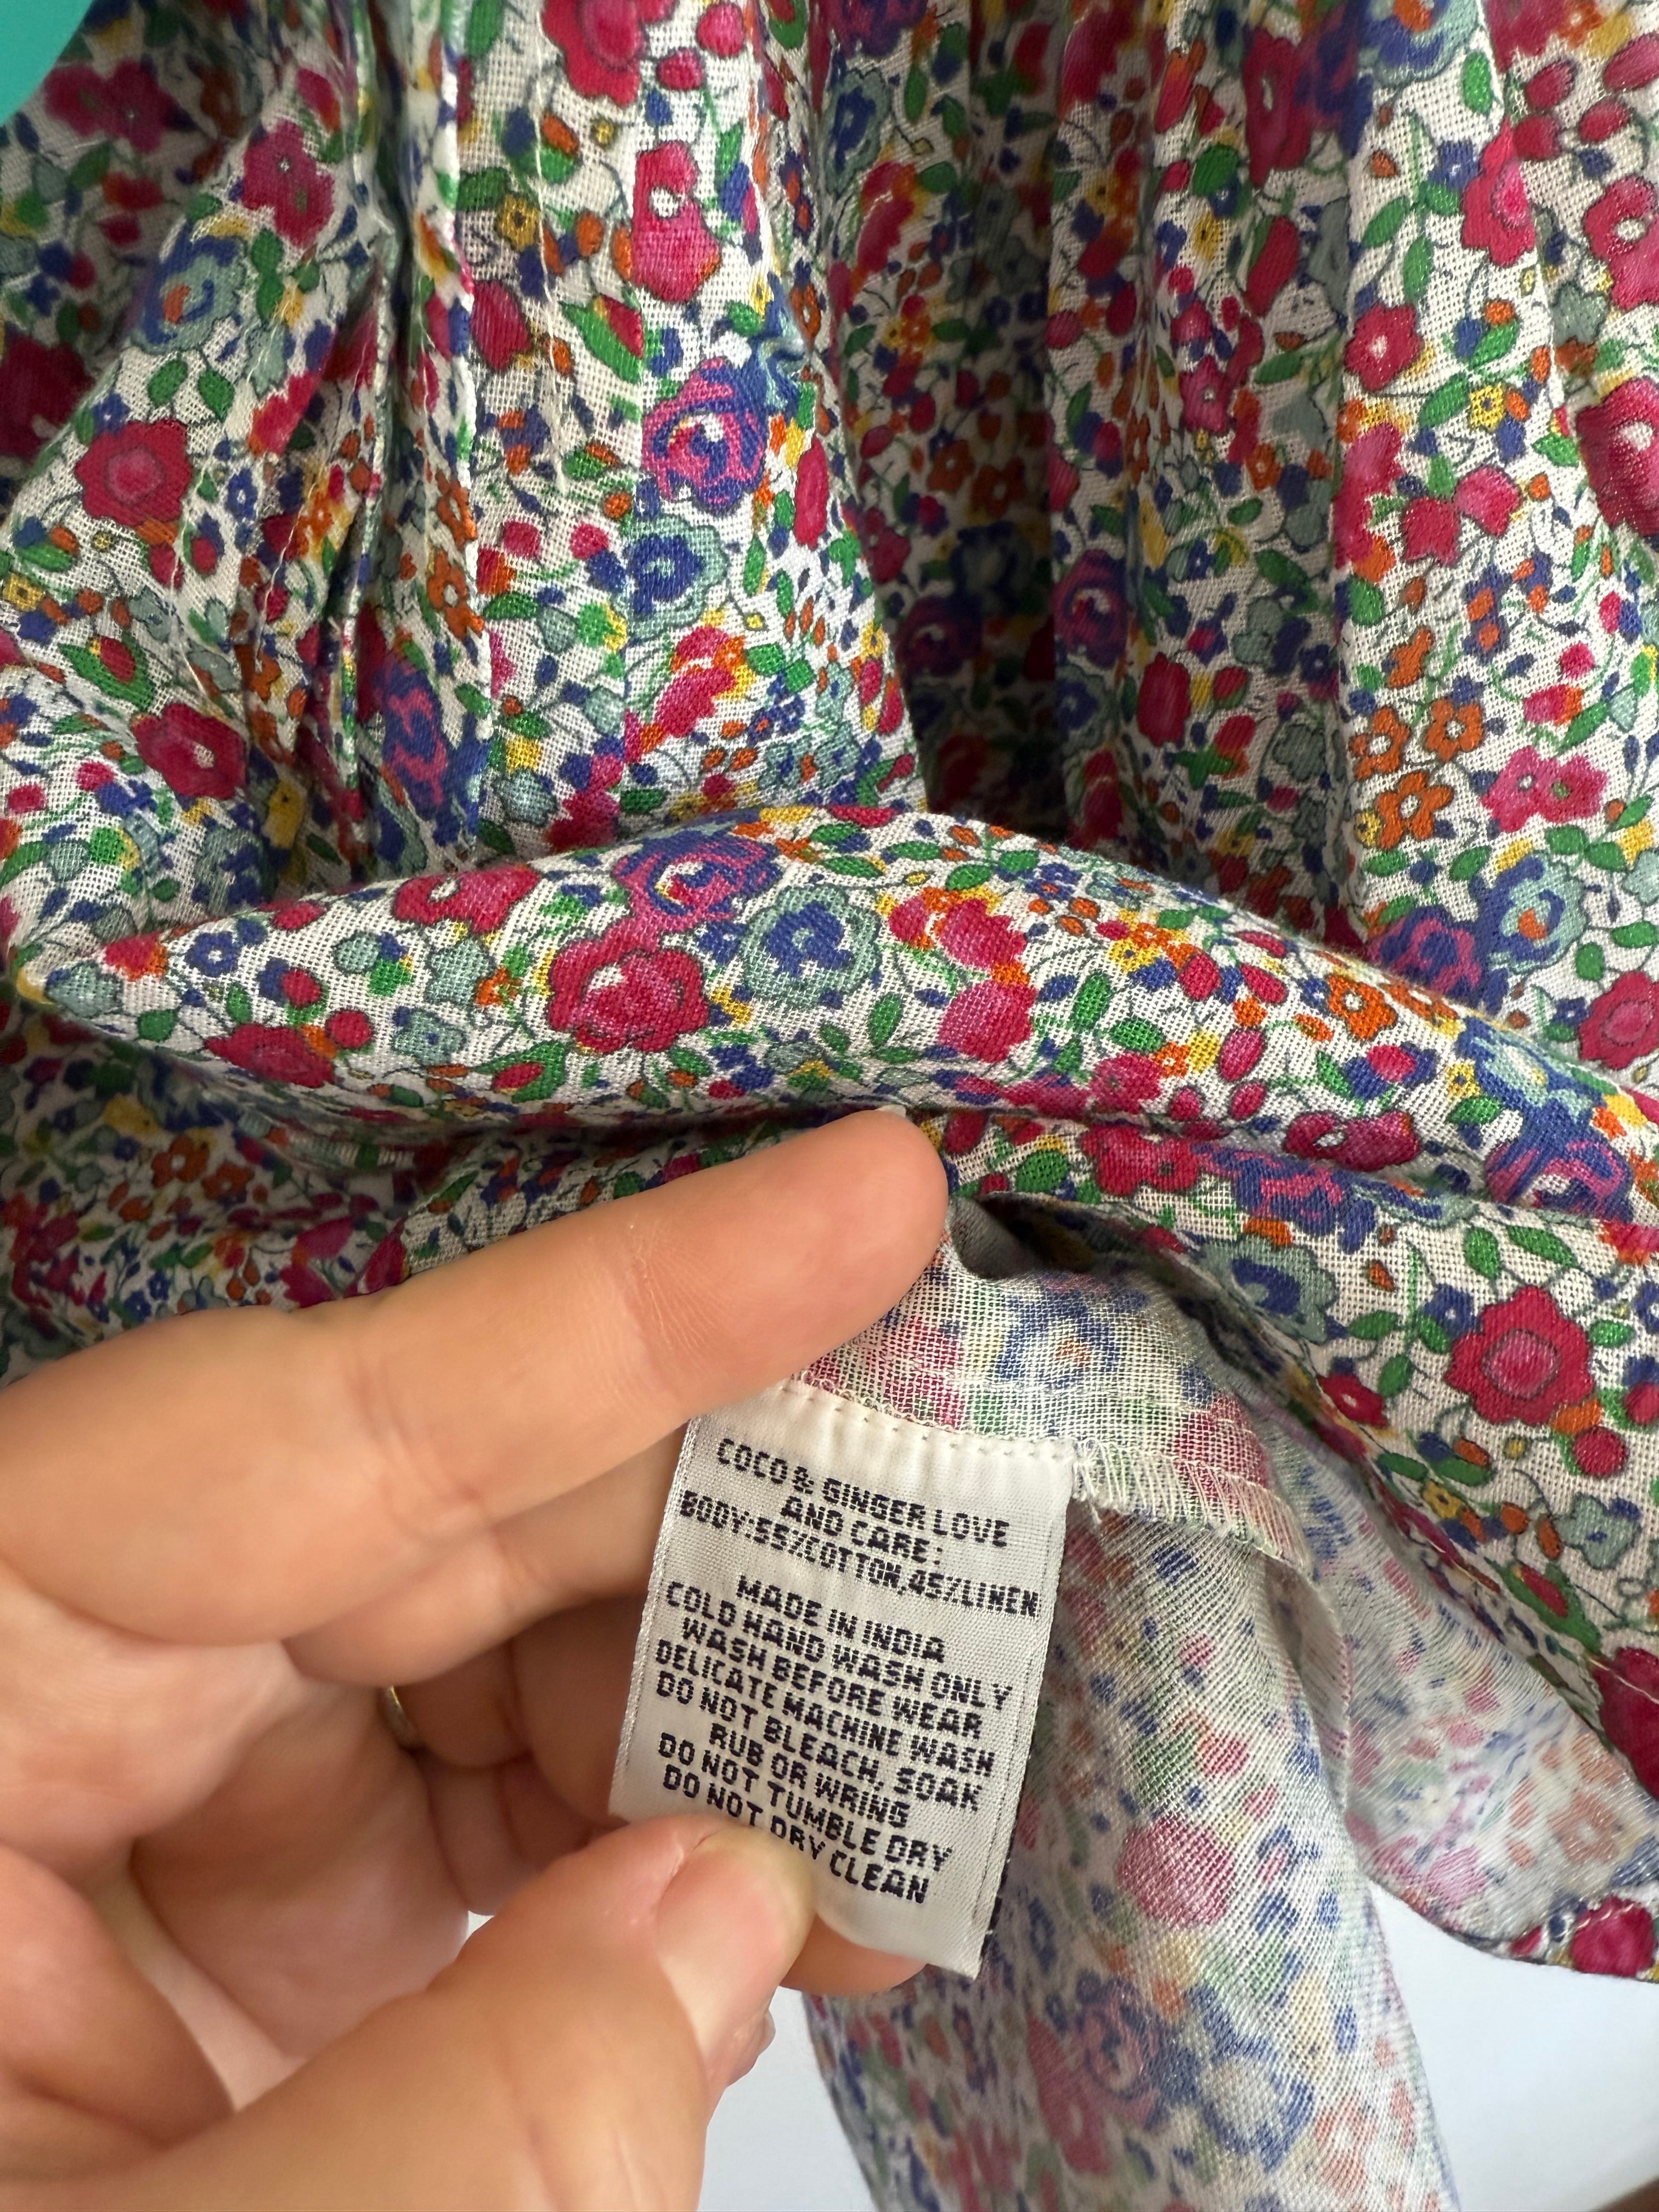 COCO & GINGER LOVE
AND CARE:
BODY:55%COTTON,45%LINEN
MADE IN INDIA
COLD HAND WASH ONLY
WASH BEFORE WEAR
DELICATE MACHINE WASH
DO NOT BLEACH, SOAK
RUB OR WRING
DO NOT TUMBLE DRY
DO NOT DRY CLEAN